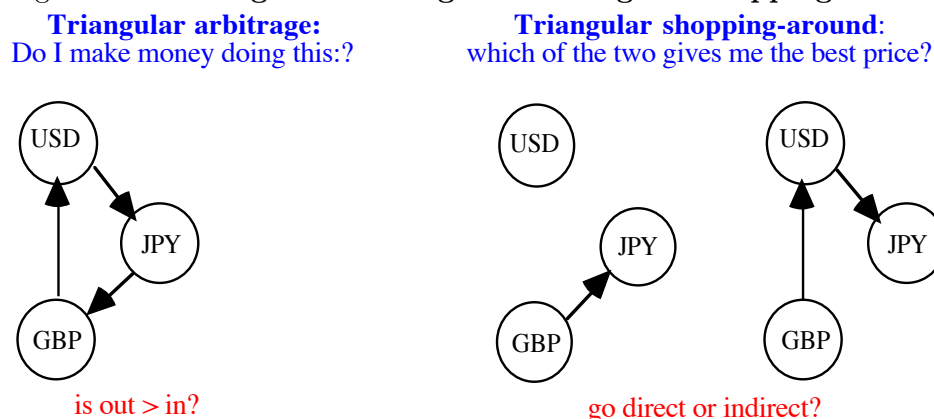 Triangular arbitrage:
Do I make money doing this:?
USD
JPY
GBP
is out > in?
Triangular shopping-around:
which of the two gives me the best price?
USD
JPY
GBP
USD
JPY
GBP
go direct or indirect?